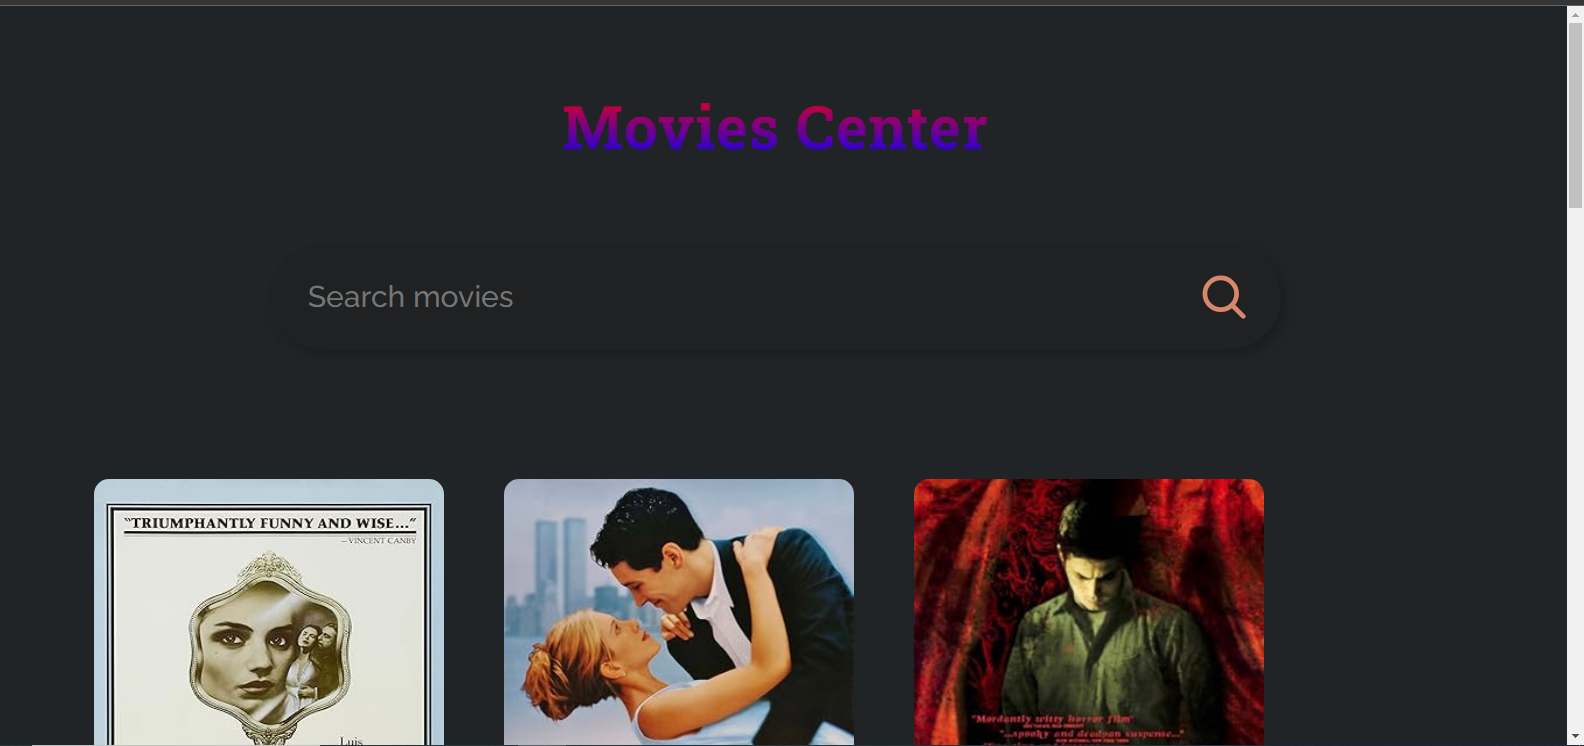 Movies Center
Search movies
“TRIUMPHANTLY FUNNY AND WISE...”
—VINCENT CANBY
Luis
"Mordantly witty horror film"
"...spooky and deadpan suspense..."